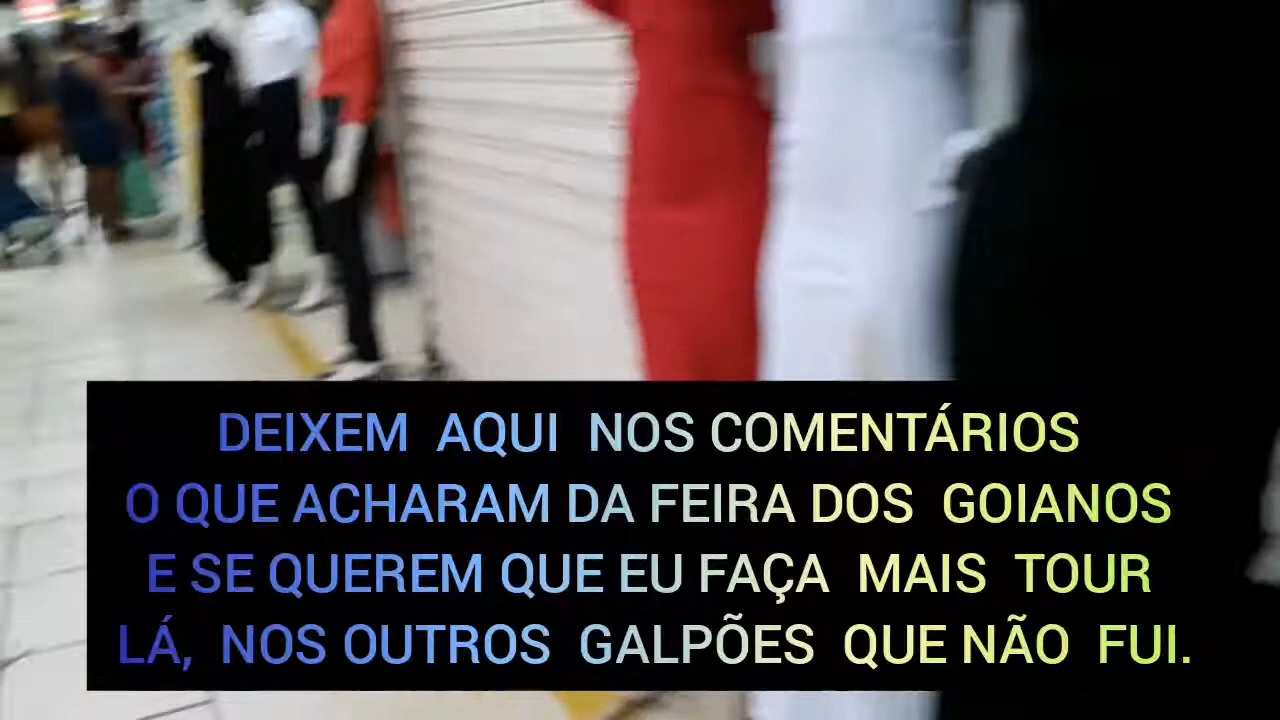 DEIXEM AQUI NOS COMENTÁRIOS
O QUE ACHARAM DA FEIRA DOS GOIANOS
E SE QUEREM QUE EU FAÇA MAIS TOUR
LÁ, NOS OUTROS GALPÕES QUE NÃO FUI.